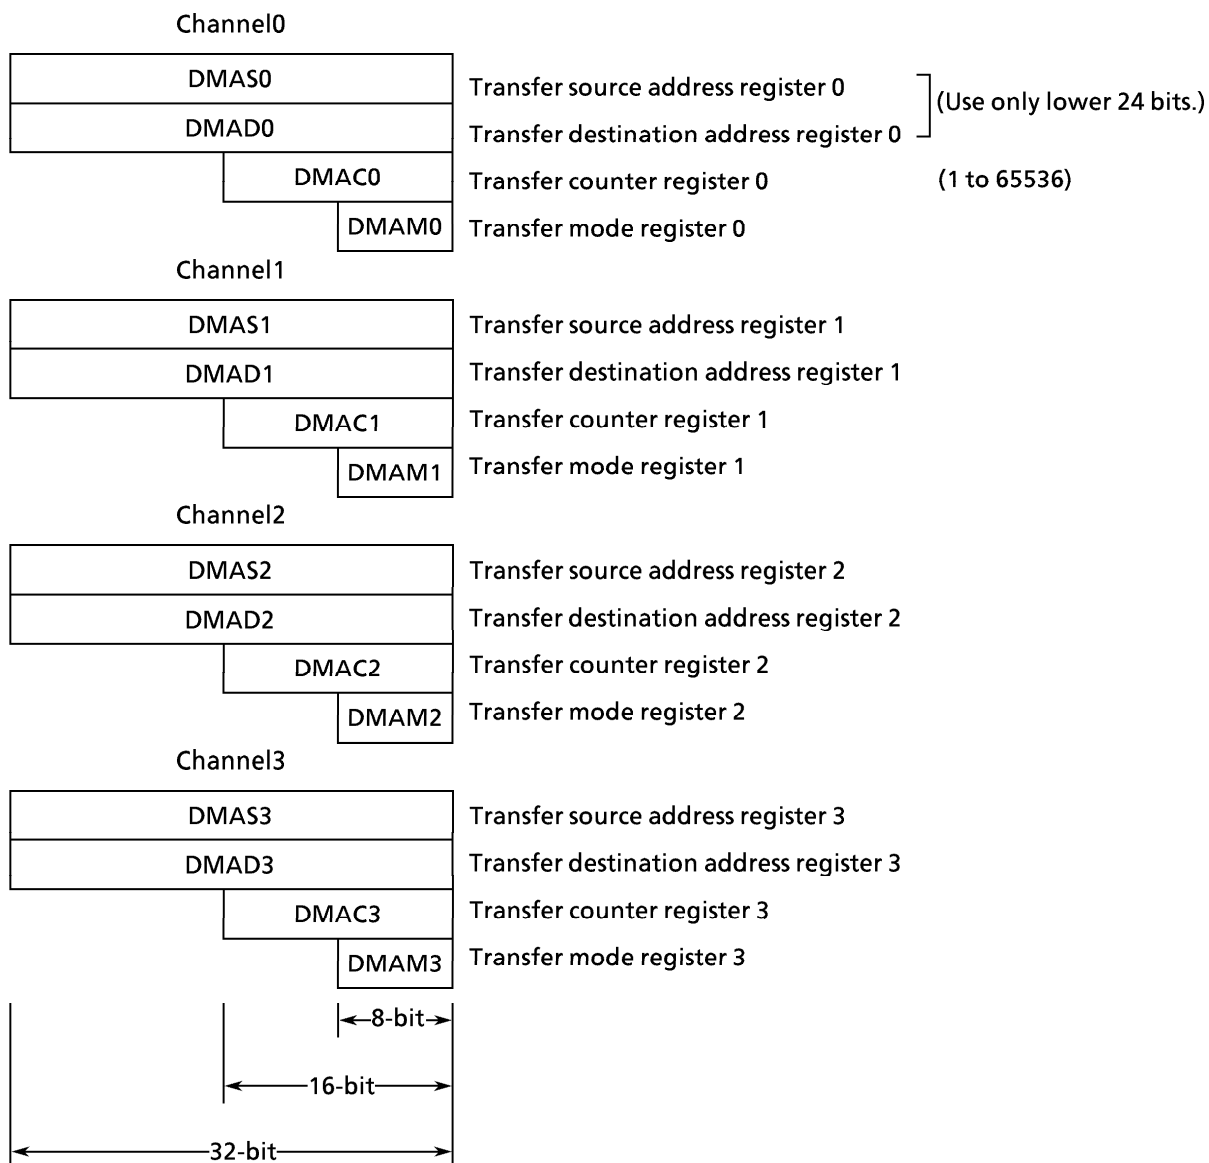 Channel0
DMAS0 Transfer source address register 0
(Use only lower 24 bits.)
DMAD0 Transfer destination address register 0
DMAC0 Transfer counter register 0 (1 to 65536)
DMAM0 Transfer mode register 0
Channel1
DMAS1 Transfer source address register 1
DMAD1 Transfer destination address register 1
DMAC1 Transfer counter register 1
DMAM1 Transfer mode register 1
Channel2
DMAS2 Transfer source address register 2
DMAD2 Transfer destination address register 2
DMAC2 Transfer counter register 2
DMAM2 Transfer mode register 2
Channel3
DMAS3 Transfer source address register 3
DMAD3 Transfer destination address register 3
DMAC3 Transfer counter register 3
DMAM3 Transfer mode register 3
8-bit
16-bit
32-bit